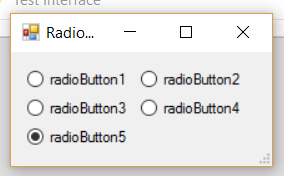 Test Interface
Radio...
radioButton1 radioButton2
radioButton3 radioButton4
radioButton5